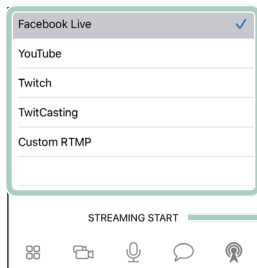 Facebook Live
YouTube
Twitch
TwitCasting
Custom RTMP
STREAMING START